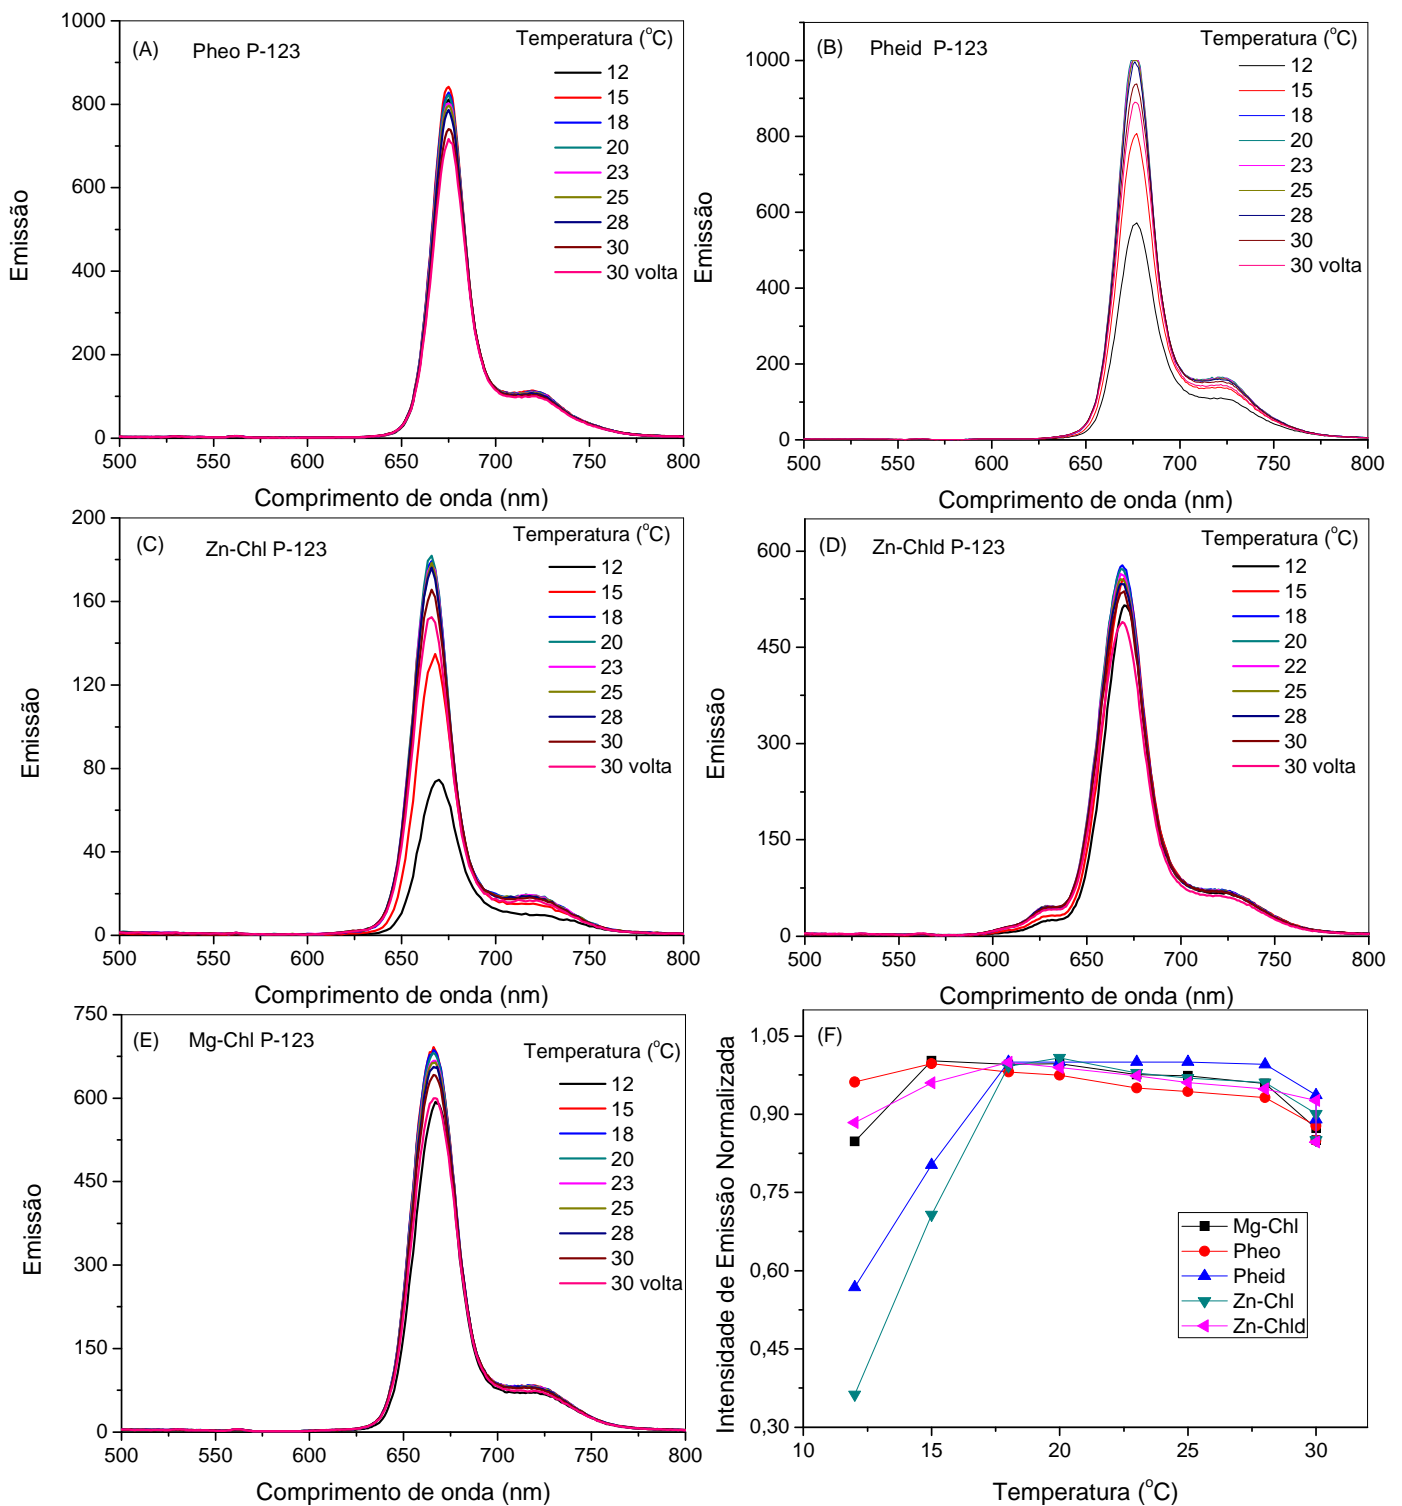 (A) Pheo P-123
Temperatura (°C)
12
15
18
20
23
25
28
30
30 volta
1000
800
600
400
200
0
500 550 600 650 700 750 800
Emissão
Comprimento de onda (nm)
(B) Pheid P-123
Temperatura (°C)
12
15
18
20
23
25
28
30
30 volta
1000
800
600
400
200
0
500 550 600 650 700 750 800
Emissão
Comprimento de onda (nm)
(C) Zn-Chl P-123
Temperatura (°C)
12
15
18
20
23
25
28
30
30 volta
200
160
120
80
40
0
500 550 600 650 700 750 800
Emissão
Comprimento de onda (nm)
(D) Zn-Chld P-123
Temperatura (°C)
12
15
18
20
22
25
28
30
30 volta
600
450
300
150
0
500 550 600 650 700 750 800
Emissão
Comprimento de onda (nm)
(E) Mg-Chl P-123
Temperatura (°C)
12
15
18
20
23
25
28
30
30 volta
750
600
450
300
150
0
500 550 600 650 700 750 800
Emissão
Comprimento de onda (nm)
(F)
1,05
0,90
0,75
0,60
0,45
0,30
10 15 20 25 30
Intensidade de Emissão Normalizada
Mg-Chl
Pheo
Pheid
Zn-Chl
Zn-Chld
Temperatura (°C)